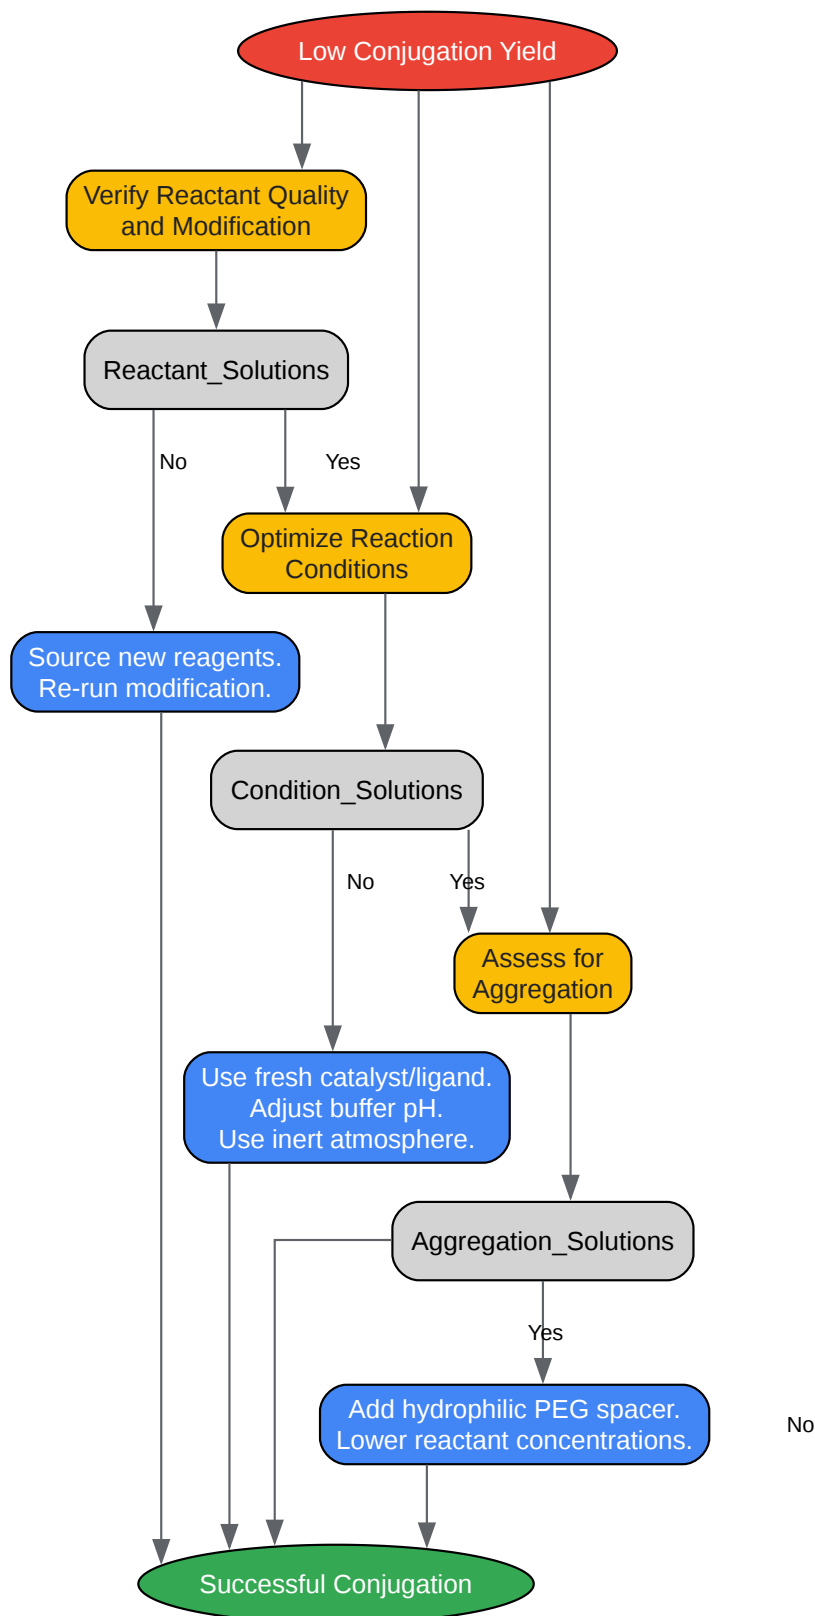 Low Conjugation Yield
Verify Reactant Quality
and Modification
Reactant_Solutions
No
Yes
Optimize Reaction
Conditions
Source new reagents.
Re-run modification.
Condition_Solutions
No
Yes
Assess for
Aggregation
Use fresh catalyst/ligand.
Adjust buffer pH.
Use inert atmosphere.
Aggregation_Solutions
Yes
Add hydrophilic PEG spacer.
Lower reactant concentrations.
No
Successful Conjugation